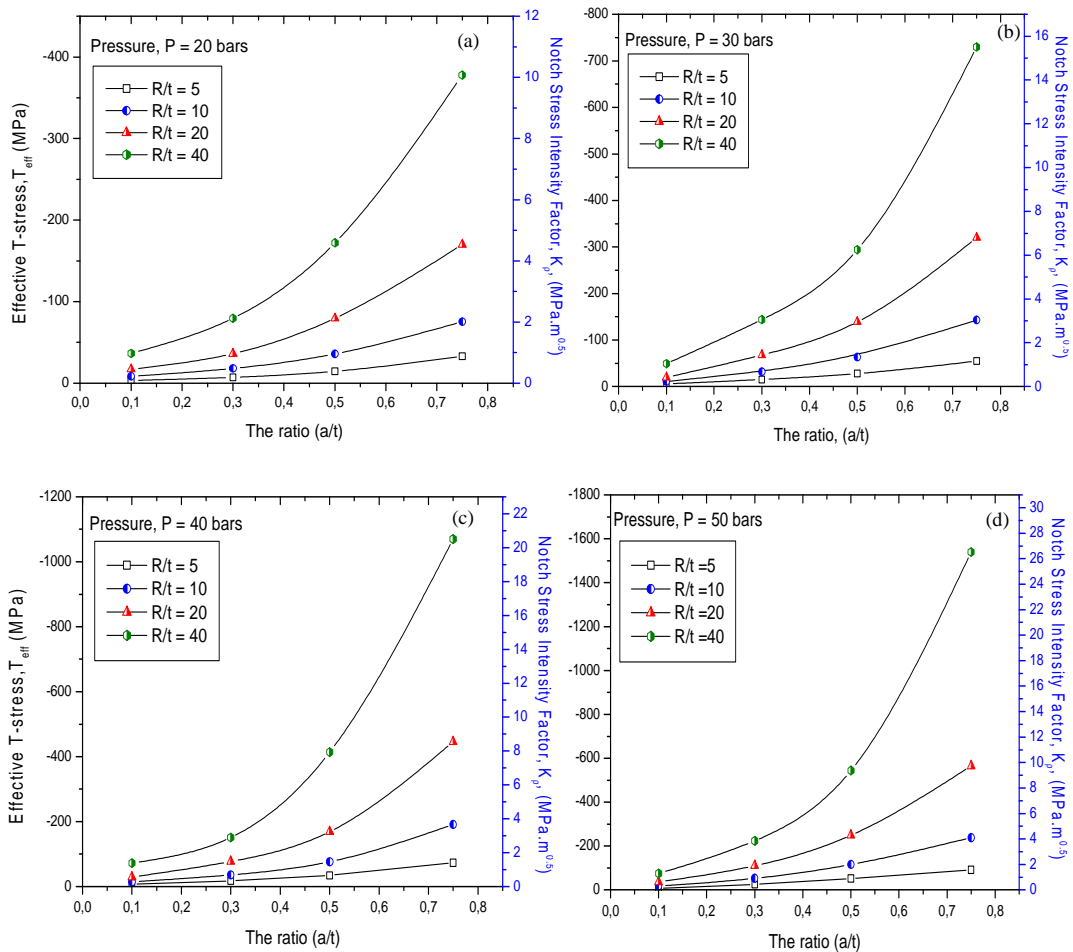 Pressure, P = 20 bars
(a)
R/t = 5
R/t = 10
R/t = 20
R/t = 40
Effective T-stress, T_eff (MPa)
-400
-300
-200
-100
0
0,0 0,1 0,2 0,3 0,4 0,5 0,6 0,7 0,8
The ratio (a/t)
12
10
8
6
4
2
0
Notch Stress Intensity Factor, K_ρ, (MPa.m^0.5)
Pressure, P = 30 bars
(b)
R/t = 5
R/t = 10
R/t = 20
R/t = 40
-800
-700
-600
-500
-400
-300
-200
-100
0
0,0 0,1 0,2 0,3 0,4 0,5 0,6 0,7 0,8
The ratio, (a/t)
16
14
12
10
8
6
4
2
0
Notch Stress Intensity Factor, K_ρ, (MPa.m^0.5)
Pressure, P = 40 bars
(c)
R/t = 5
R/t = 10
R/t = 20
R/t = 40
Effective T-stress, T_eff (MPa)
-1200
-1000
-800
-600
-400
-200
0
0,0 0,1 0,2 0,3 0,4 0,5 0,6 0,7 0,8
The ratio (a/t)
22
20
18
16
14
12
10
8
6
4
2
0
Notch Stress Intensity Factor, K_ρ, (MPa.m^0.5)
Pressure, P = 50 bars
(d)
R/t =5
R/t =10
R/t =20
R/t =40
-1800
-1600
-1400
-1200
-1000
-800
-600
-400
-200
0
0,0 0,1 0,2 0,3 0,4 0,5 0,6 0,7 0,8
The ratio (a/t)
30
28
26
24
22
20
18
16
14
12
10
8
6
4
2
0
Notch Stress Intensity Factor, K_ρ, (MPa.m^0.5)